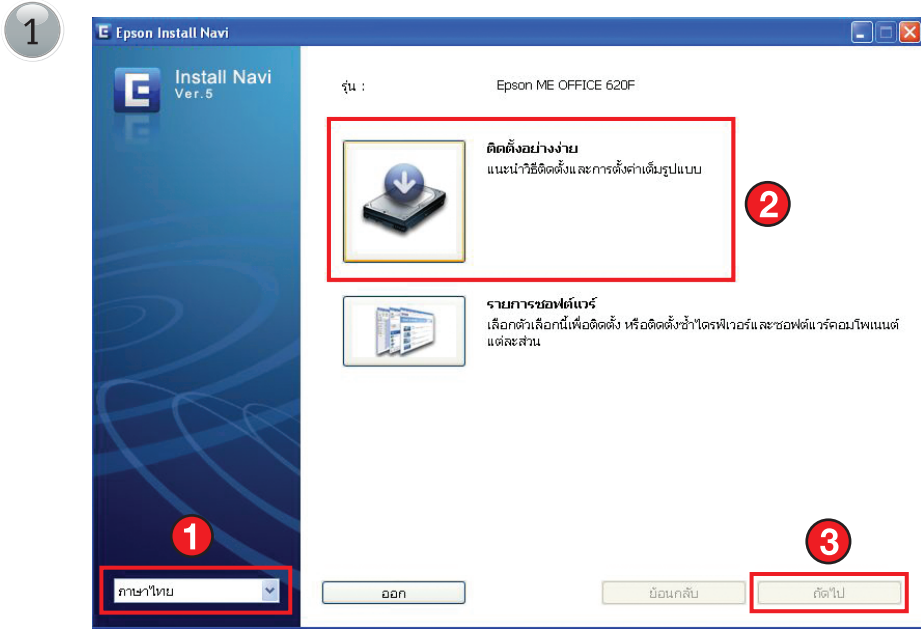 1
Epson Install Navi
Install Navi
Ver.5
รุ่น :
Epson ME OFFICE 620F
ติดตั้งอย่างง่าย
แนะนำวิธีติดตั้งและการตั้งค่าเต็มรูปแบบ
2
รายการซอฟต์แวร์
เลือกตัวเลือกนี้เพื่อติดตั้ง หรือติดตั้งซ้ำไดรฟเวอร์และซอฟต์แวร์คอมโพเนนต์
แต่ละส่วน
1
3
ภาษาไทย
ออก
ย้อนกลับ
ถัดไป